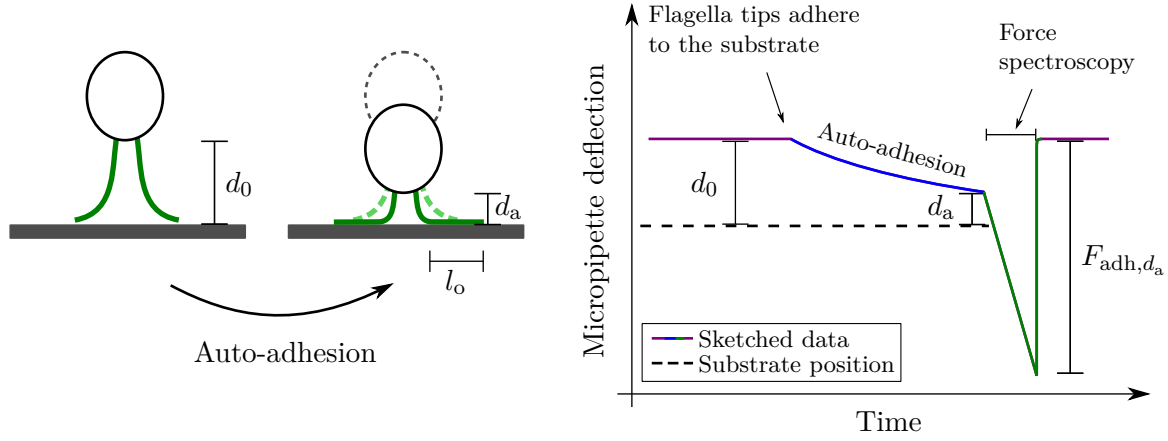 d0
da
lo
Auto-adhesion
Flagella tips adhere
to the substrate
Force
spectroscopy
Micropipette deflection
Auto-adhesion
d0
da
Fadh,da
Sketched data
Substrate position
Time